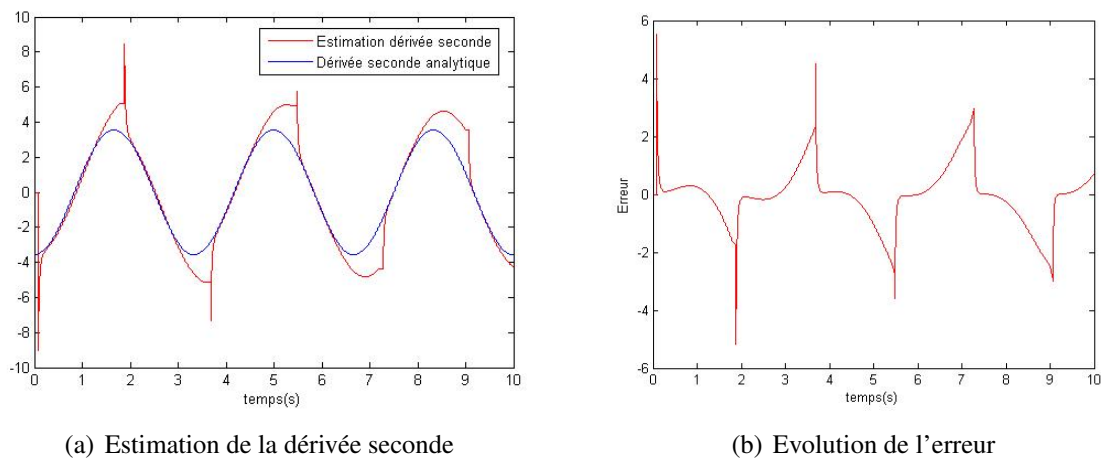 10
8
6
4
2
0
-2
-4
-6
-8
-10
Estimation dérivée seconde
Dérivée seconde analytique
0 1 2 3 4 5 6 7 8 9 10
temps(s)
(a) Estimation de la dérivée seconde
6
4
2
0
-2
-4
-6
Erreur
0 1 2 3 4 5 6 7 8 9 10
temps(s)
(b) Evolution de l'erreur